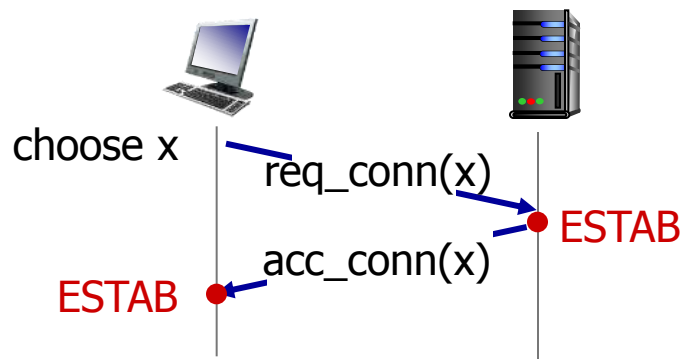 choose x
req_conn(x)
ESTAB
acc_conn(x)
ESTAB